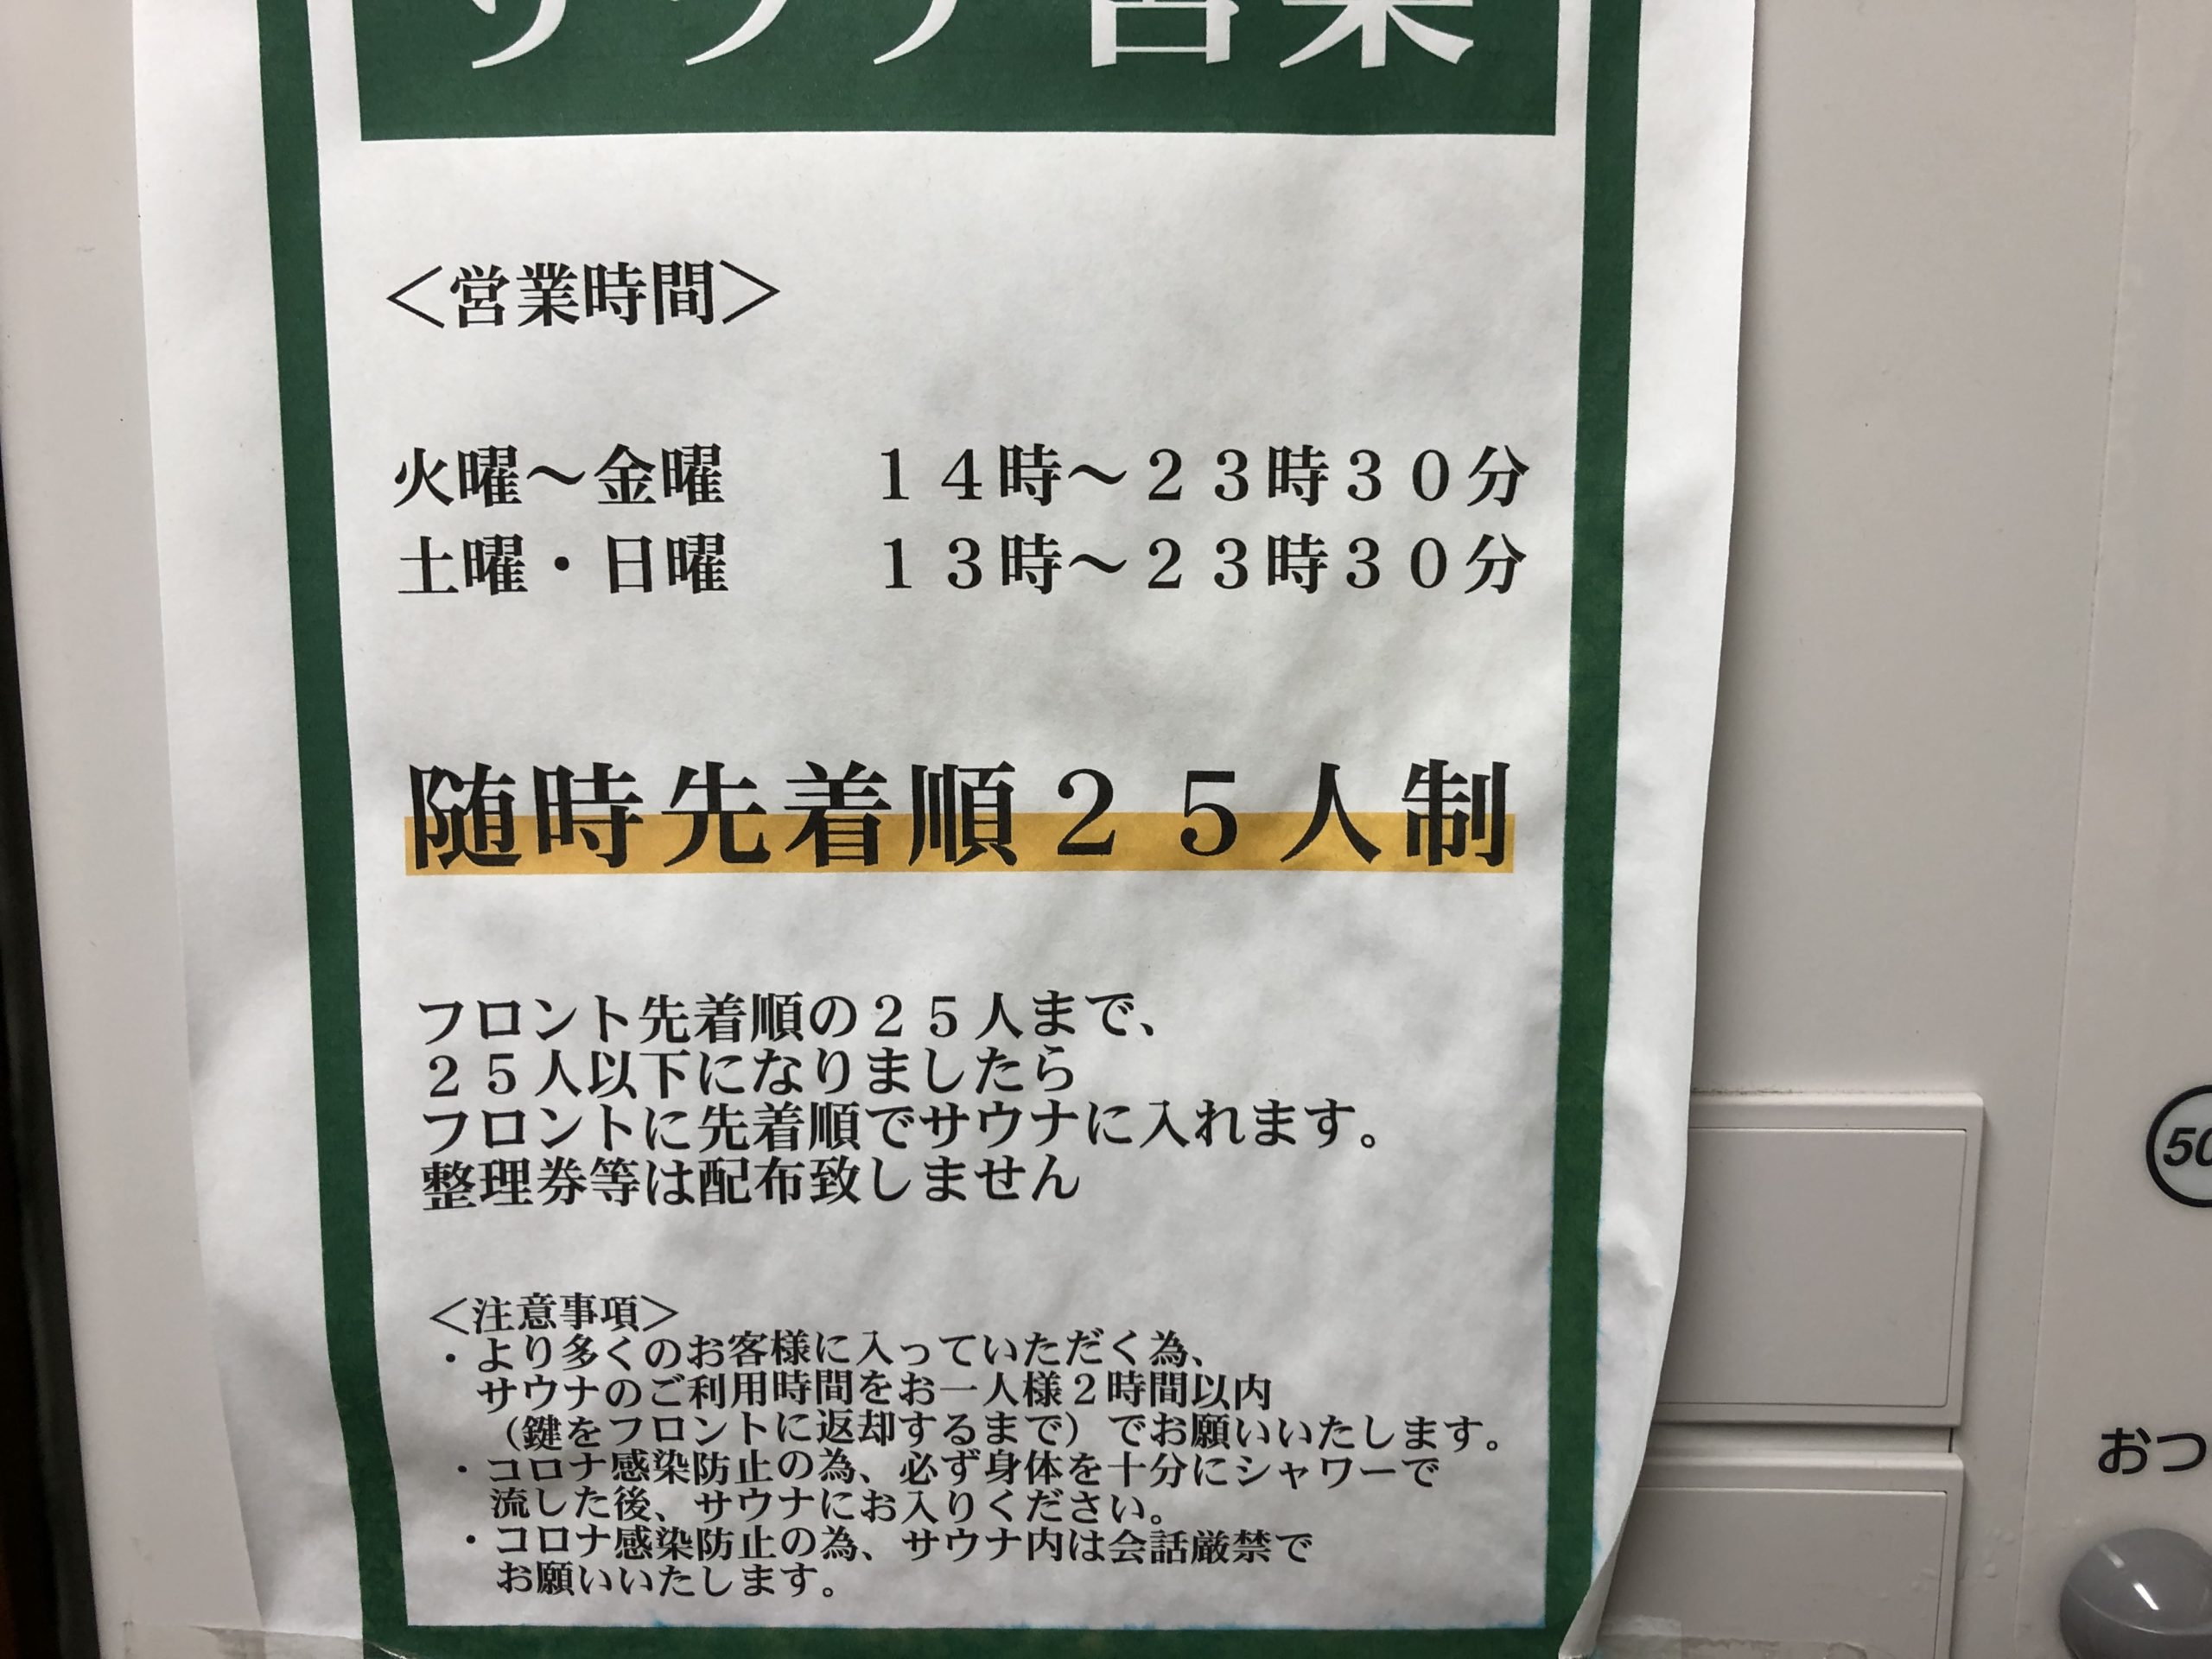 サウナ営業
＜営業時間＞
火曜～金曜　１４時～２３時３０分
土曜・日曜　１３時～２３時３０分
随時先着順２５人制
フロント先着順の２５人まで、
２５人以下になりましたら
フロントに先着順でサウナに入れます。
整理券等は配布致しません
＜注意事項＞
・より多くのお客様に入っていただく為、
サウナのご利用時間をお一人様２時間以内
（鍵をフロントに返却するまで）でお願いいたします。
・コロナ感染防止の為、必ず身体を十分にシャワーで
流した後、サウナにお入りください。
・コロナ感染防止の為、サウナ内は会話厳禁で
お願いいたします。
50
おつ